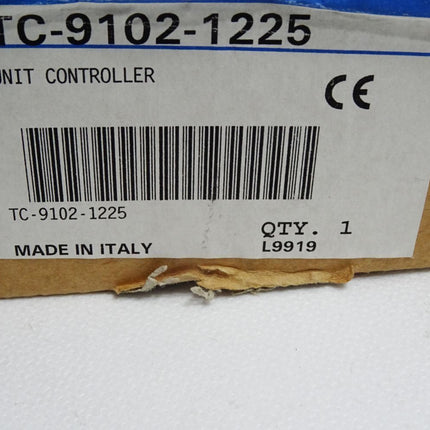 TC-9102-1225
UNIT CONTROLLER
CE
TC-9102-1225
QTY. 1
MADE IN ITALY
L9919